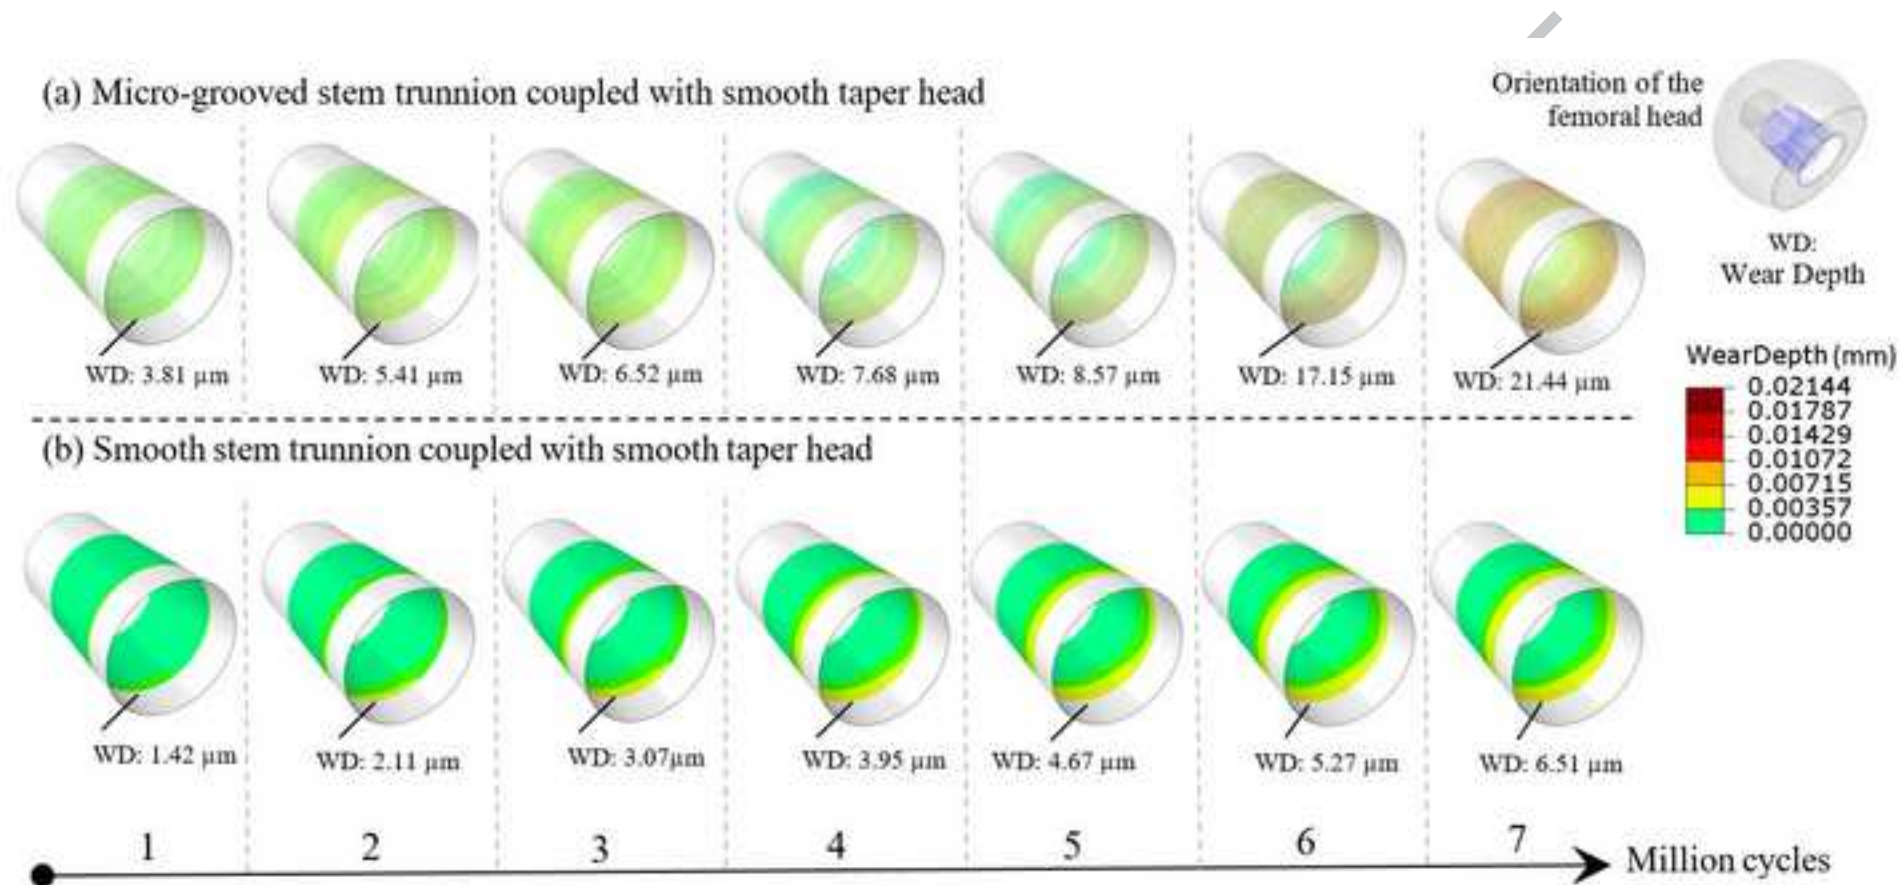 (a) Micro-grooved stem trunnion coupled with smooth taper head
Orientation of the
femoral head
WD:
Wear Depth
WD: 3.81 µm
WD: 5.41 µm
WD: 6.52 µm
WD: 7.68 µm
WD: 8.57 µm
WD: 17.15 µm
WD: 21.44 µm
WearDepth (mm)
0.02144
0.01787
0.01429
0.01072
0.00715
0.00357
0.00000
(b) Smooth stem trunnion coupled with smooth taper head
WD: 1.42 µm
WD: 2.11 µm
WD: 3.07µm
WD: 3.95 µm
WD: 4.67 µm
WD: 5.27 µm
WD: 6.51 µm
1
2
3
4
5
6
7
Million cycles